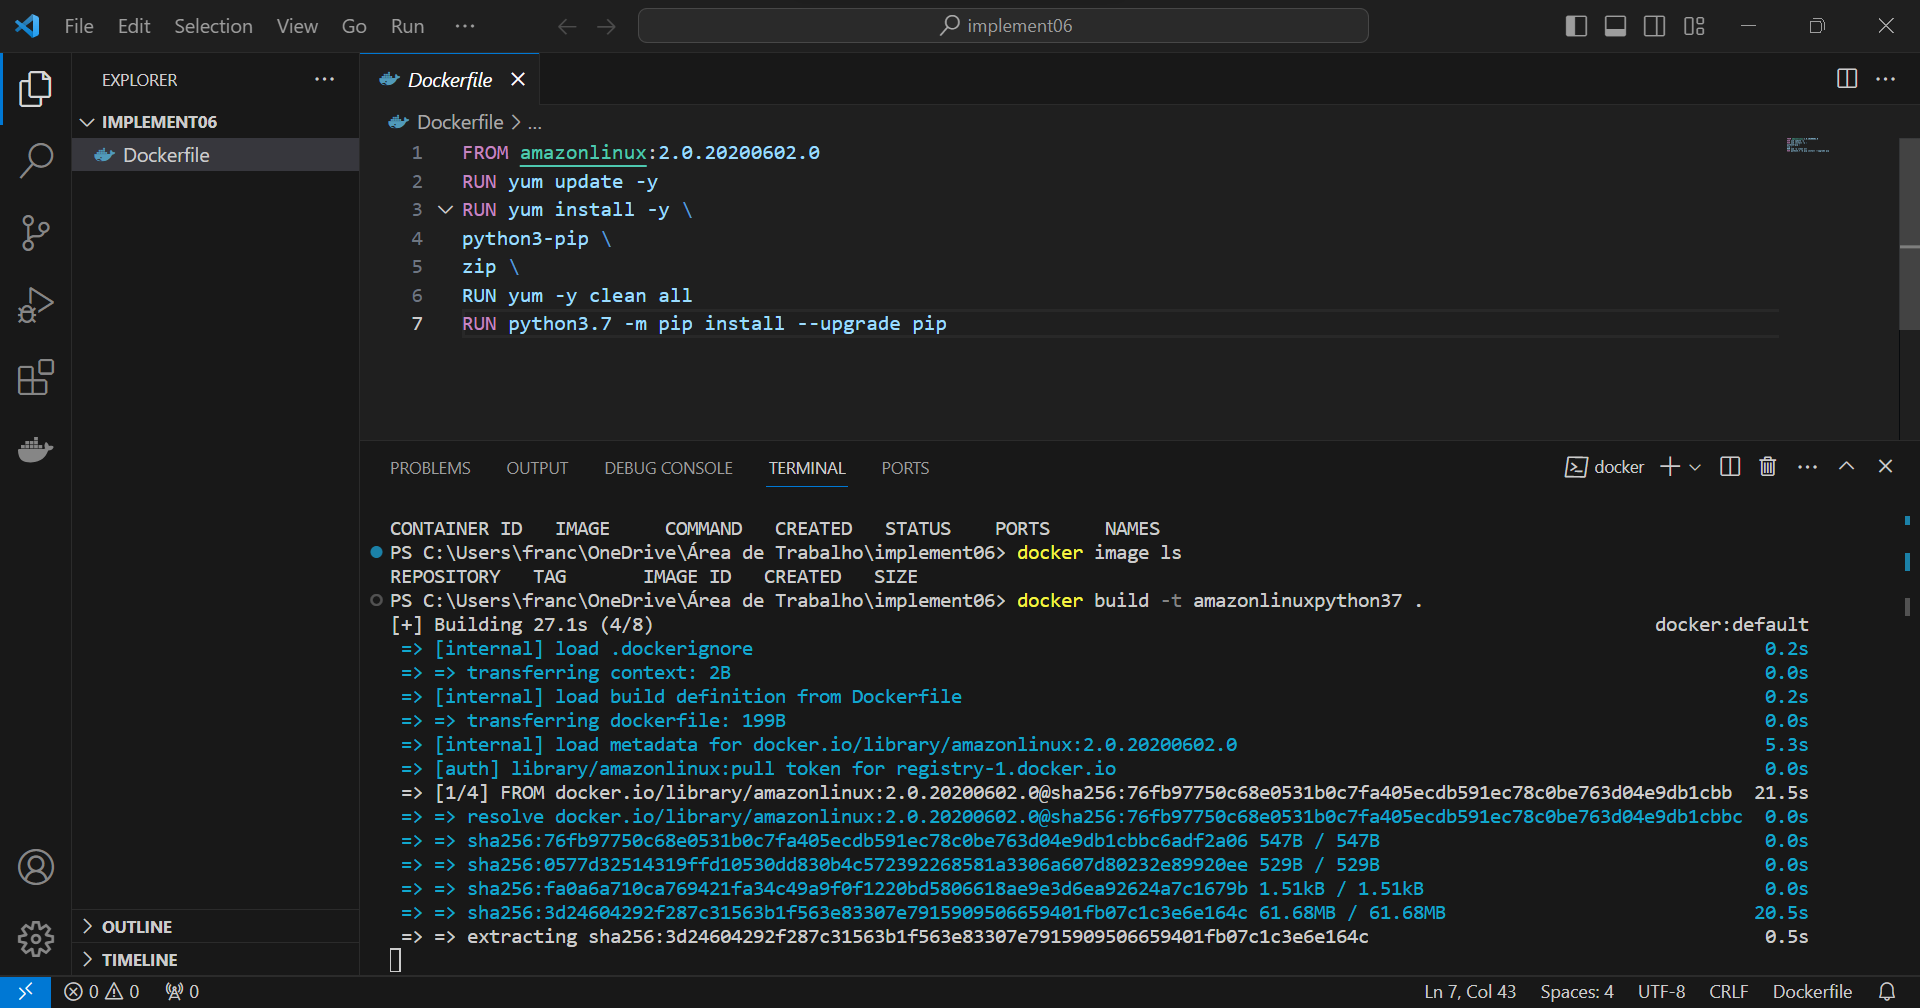 File Edit Selection View Go Run ···
implement06
EXPLORER ···
IMPLEMENT06
Dockerfile
Dockerfile
Dockerfile > ...
1 FROM amazonlinux:2.0.20200602.0
2 RUN yum update -y
3 RUN yum install -y \
4 python3-pip \
5 zip \
6 RUN yum -y clean all
7 RUN python3.7 -m pip install --upgrade pip
PROBLEMS OUTPUT DEBUG CONSOLE TERMINAL PORTS
docker
CONTAINER ID IMAGE COMMAND CREATED STATUS PORTS NAMES
PS C:\Users\franc\OneDrive\Área de Trabalho\implement06> docker image ls
REPOSITORY TAG IMAGE ID CREATED SIZE
PS C:\Users\franc\OneDrive\Área de Trabalho\implement06> docker build -t amazonlinuxpython37 .
[+] Building 27.1s (4/8) docker:default
=> [internal] load .dockerignore 0.2s
=> => transferring context: 2B 0.0s
=> [internal] load build definition from Dockerfile 0.2s
=> => transferring dockerfile: 199B 0.0s
=> [internal] load metadata for docker.io/library/amazonlinux:2.0.20200602.0 5.3s
=> [auth] library/amazonlinux:pull token for registry-1.docker.io 0.0s
=> [1/4] FROM docker.io/library/amazonlinux:2.0.20200602.0@sha256:76fb97750c68e0531b0c7fa405ecdb591ec78c0be763d04e9db1cbb 21.5s
=> => resolve docker.io/library/amazonlinux:2.0.20200602.0@sha256:76fb97750c68e0531b0c7fa405ecdb591ec78c0be763d04e9db1cbbc 0.0s
=> => sha256:76fb97750c68e0531b0c7fa405ecdb591ec78c0be763d04e9db1cbbc6adf2a06 547B / 547B 0.0s
=> => sha256:0577d32514319ffd10530dd830b4c572392268581a3306a607d80232e89920ee 529B / 529B 0.0s
=> => sha256:fa0a6a710ca769421fa34c49a9f0f1220bd5806618ae9e3d6ea92624a7c1679b 1.51kB / 1.51kB 0.0s
=> => sha256:3d24604292f287c31563b1f563e83307e7915909506659401fb07c1c3e6e164c 61.68MB / 61.68MB 20.5s
=> => extracting sha256:3d24604292f287c31563b1f563e83307e7915909506659401fb07c1c3e6e164c 0.5s
OUTLINE
TIMELINE
0 0 0
Ln 7, Col 43 Spaces: 4 UTF-8 CRLF Dockerfile